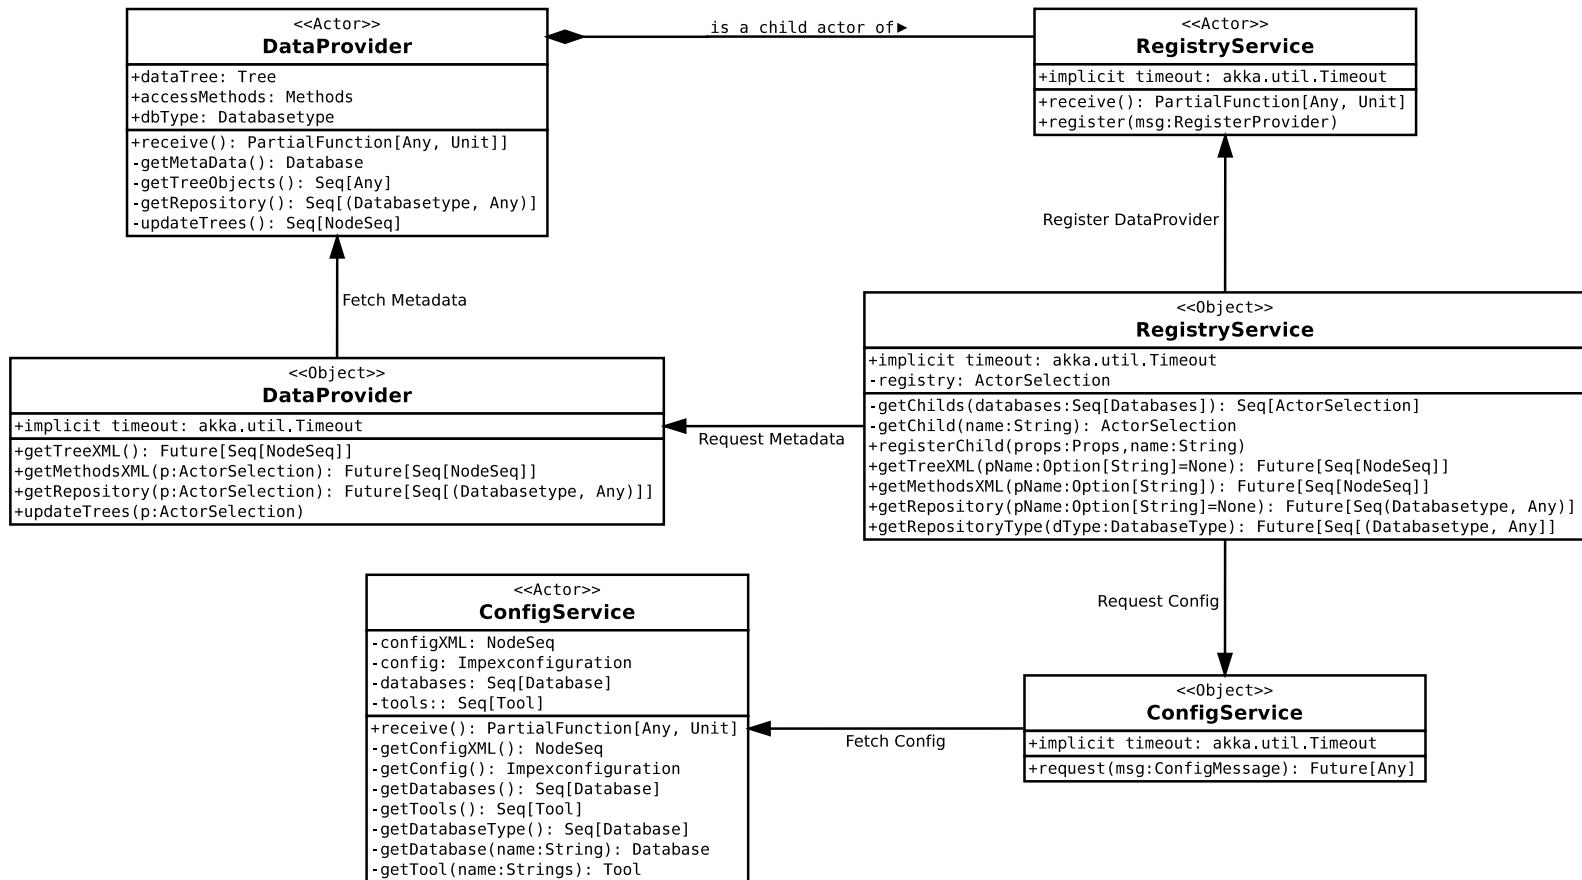 <<Actor>>
DataProvider
+dataTree: Tree
+accessMethods: Methods
+dbType: Databasetype
+receive(): PartialFunction[Any, Unit]]
-getMetaData(): Database
-getTreeObjects(): Seq[Any]
-getRepository(): Seq[(Databasetype, Any)]
-updateTrees(): Seq[NodeSeq]
is a child actor of►
<<Actor>>
RegistryService
+implicit timeout: akka.util.Timeout
+receive(): PartialFunction[Any, Unit]
+register(msg:RegisterProvider)
Register DataProvider
Fetch Metadata
<<Object>>
RegistryService
+implicit timeout: akka.util.Timeout
-registry: ActorSelection
-getChilds(databases:Seq[Databases]): Seq[ActorSelection]
-getChild(name:String): ActorSelection
+registerChild(props:Props,name:String)
+getTreeXML(pName:Option[String]=None): Future[Seq[NodeSeq]]
+getMethodsXML(pName:Option[String]): Future[Seq[NodeSeq]]
+getRepository(pName:Option[String]=None): Future[Seq(Databasetype, Any)]
+getRepositoryType(dType:DatabaseType): Future[Seq[(Databasetype, Any]]
<<Object>>
DataProvider
+implicit timeout: akka.util.Timeout
+getTreeXML(): Future[Seq[NodeSeq]]
+getMethodsXML(p:ActorSelection): Future[Seq[NodeSeq]]
+getRepository(p:ActorSelection): Future[Seq[(Databasetype, Any)]]
+updateTrees(p:ActorSelection)
Request Metadata
Request Config
<<Actor>>
ConfigService
-configXML: NodeSeq
-config: Impexconfiguration
-databases: Seq[Database]
-tools:: Seq[Tool]
+receive(): PartialFunction[Any, Unit]
-getConfigXML(): NodeSeq
-getConfig(): Impexconfiguration
-getDatabases(): Seq[Database]
-getTools(): Seq[Tool]
-getDatabaseType(): Seq[Database]
-getDatabase(name:String): Database
-getTool(name:Strings): Tool
Fetch Config
<<Object>>
ConfigService
+implicit timeout: akka.util.Timeout
+request(msg:ConfigMessage): Future[Any]